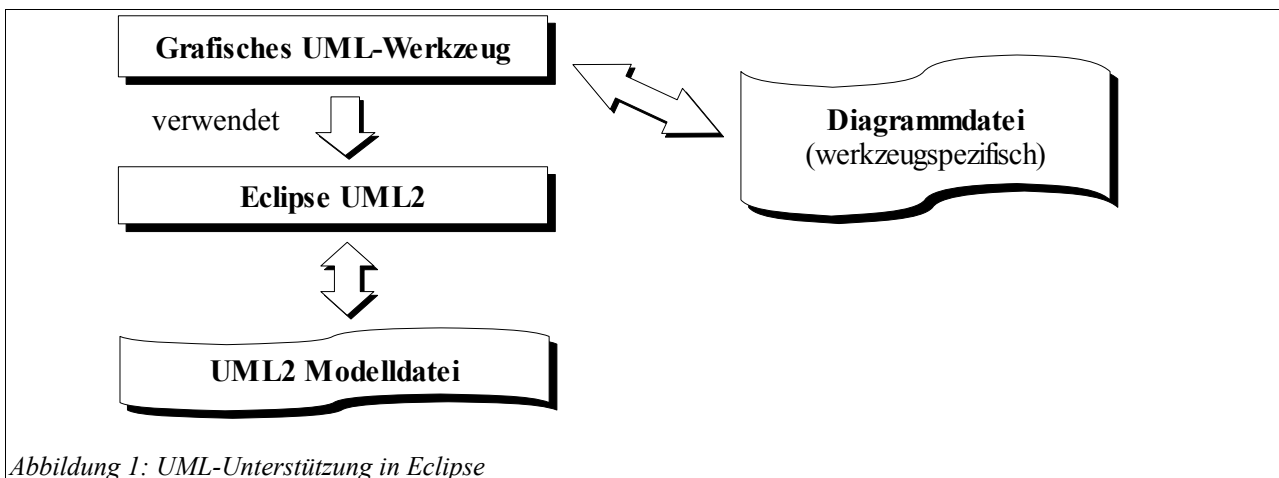 Grafisches UML-Werkzeug
verwendet
Eclipse UML2
UML2 Modelldatei
Diagrammdatei
(werkzeugspezifisch)
Abbildung 1: UML-Unterstützung in Eclipse